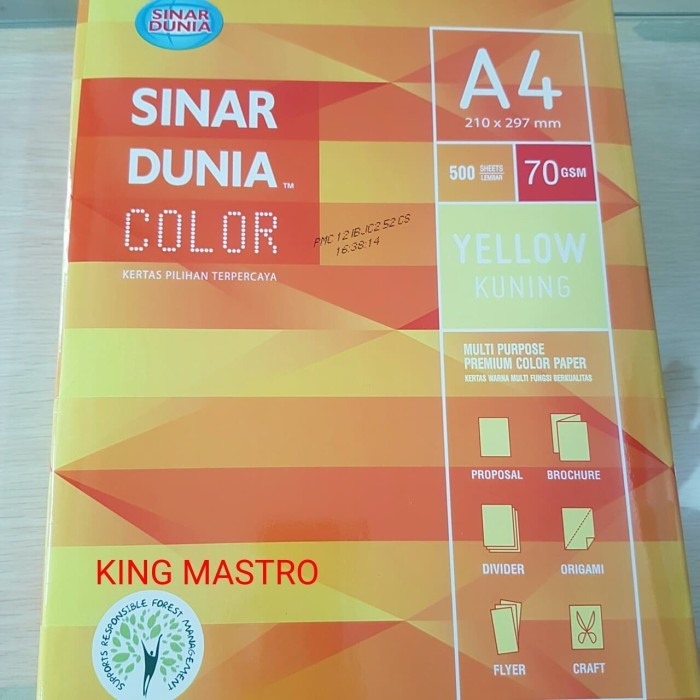 SINAR
DUNIA
SINAR
DUNIA™
COLOR
KERTAS PILIHAN TERPERCAYA
PMC 12 IBJC2 52 CS
16:38:14
A4
210 x 297 mm
500 SHEETS
LEMBAR
70 GSM
YELLOW
KUNING
MULTI PURPOSE
PREMIUM COLOR PAPER
KERTAS WARNA MULTI FUNGSI BERKUALITAS
PROPOSAL BROCHURE
DIVIDER ORIGAMI
FLYER CRAFT
KING MASTRO
SUPPORTS RESPONSIBLE FOREST MANAGEMENT
A